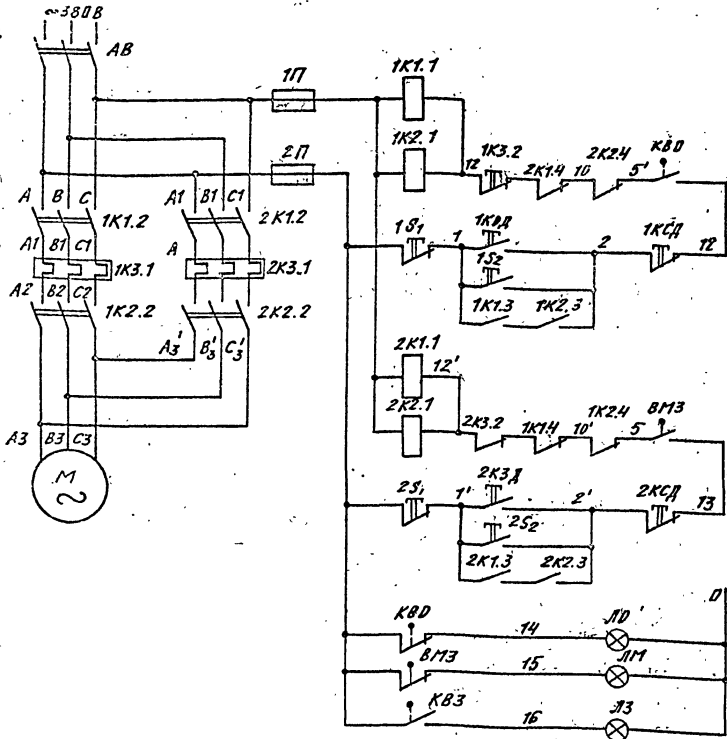 ~380В
АВ
1П
1К1.1
1К2.1
12
1К3.2
2К1.4
10
2К2.4
5'
КВО
2П
А В С
1К1.2
А1 В1 С1
2К1.2
А1 В1 С1
1К3.1
А
2К3.1
А2 В2 С2
1К2.2
2К2.2
А3' В3' С3'
А3 В3 С3
М
~
1S1
1
1КВД
2
1КСД
12
1S2
1К1.3
1К2.3
2К1.1
12'
2К2.1
2К3.2
1К1.4
10'
1К2.4
5
ВМЗ
2S1
1'
2КЗД
2'
2КСД
13
2S2
2К1.3
2К2.3
0
КВО
14
ЛО'
ВМЗ
15
ЛМ
КВЗ
16
ЛЗ